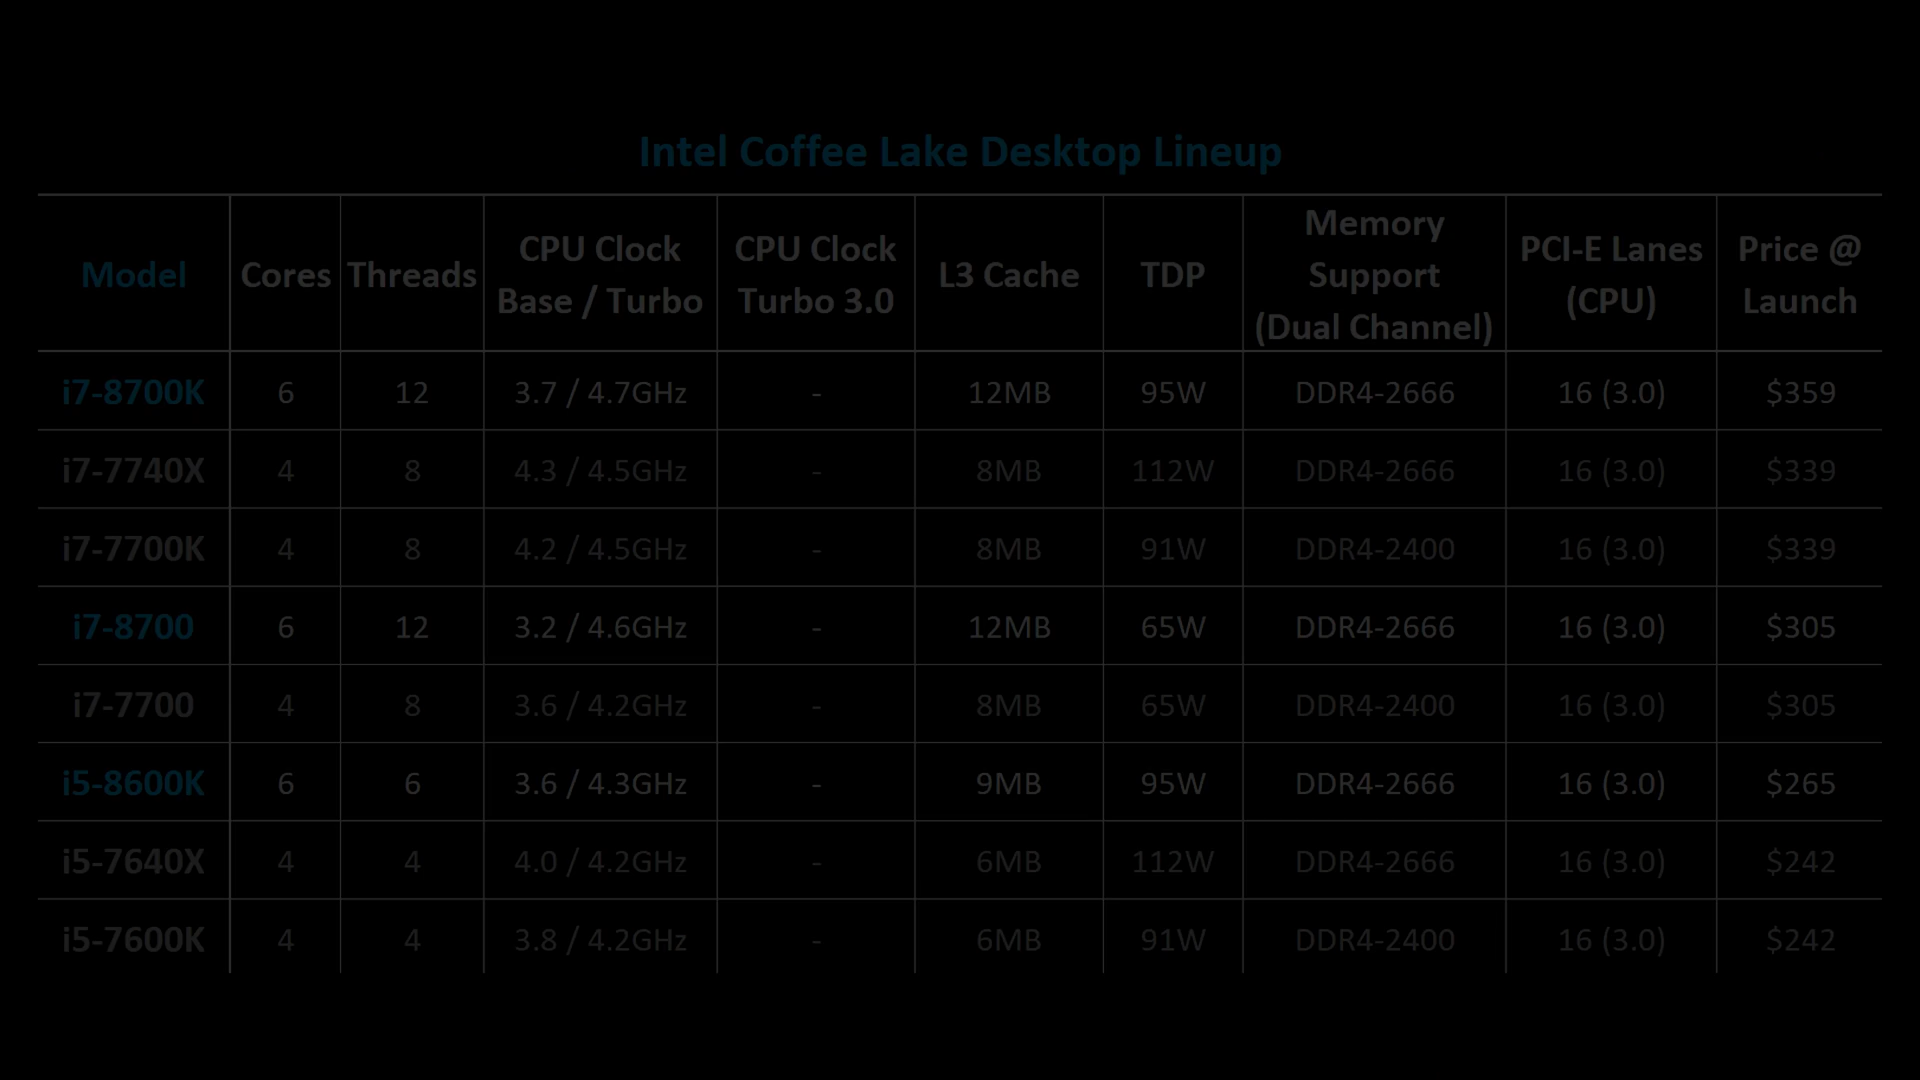 Intel Coffee Lake Desktop Lineup
Model Cores Threads CPU Clock Base / Turbo CPU Clock Turbo 3.0 L3 Cache TDP Memory Support (Dual Channel) PCI-E Lanes (CPU) Price @ Launch
i7-8700K 6 12 3.7 / 4.7GHz - 12MB 95W DDR4-2666 16 (3.0) $359
i7-7740X 4 8 4.3 / 4.5GHz - 8MB 112W DDR4-2666 16 (3.0) $339
i7-7700K 4 8 4.2 / 4.5GHz - 8MB 91W DDR4-2400 16 (3.0) $339
i7-8700 6 12 3.2 / 4.6GHz - 12MB 65W DDR4-2666 16 (3.0) $305
i7-7700 4 8 3.6 / 4.2GHz - 8MB 65W DDR4-2400 16 (3.0) $305
i5-8600K 6 6 3.6 / 4.3GHz - 9MB 95W DDR4-2666 16 (3.0) $265
i5-7640X 4 4 4.0 / 4.2GHz - 6MB 112W DDR4-2666 16 (3.0) $242
i5-7600K 4 4 3.8 / 4.2GHz - 6MB 91W DDR4-2400 16 (3.0) $242